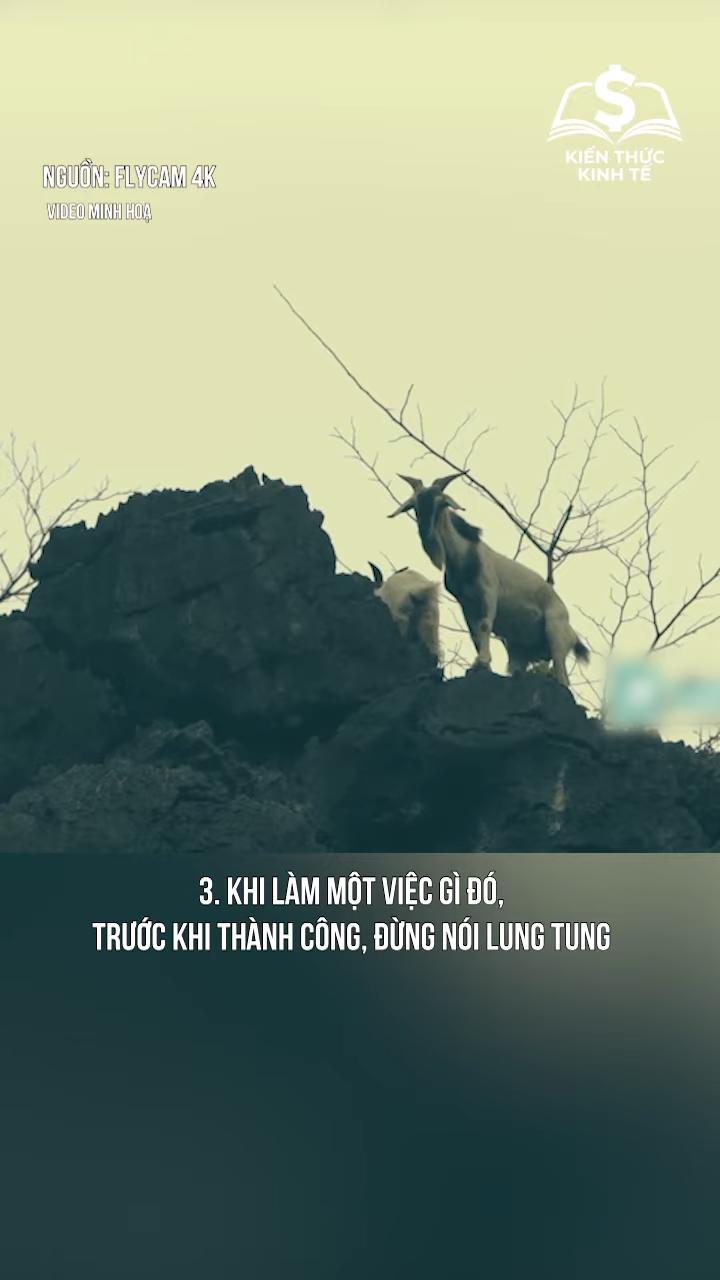 KIẾN THỨC
KINH TẾ
NGUỒN: FLYCAM 4K
VIDEO MINH HOẠ
3. KHI LÀM MỘT VIỆC GÌ ĐÓ,
TRƯỚC KHI THÀNH CÔNG, ĐỪNG NÓI LUNG TUNG